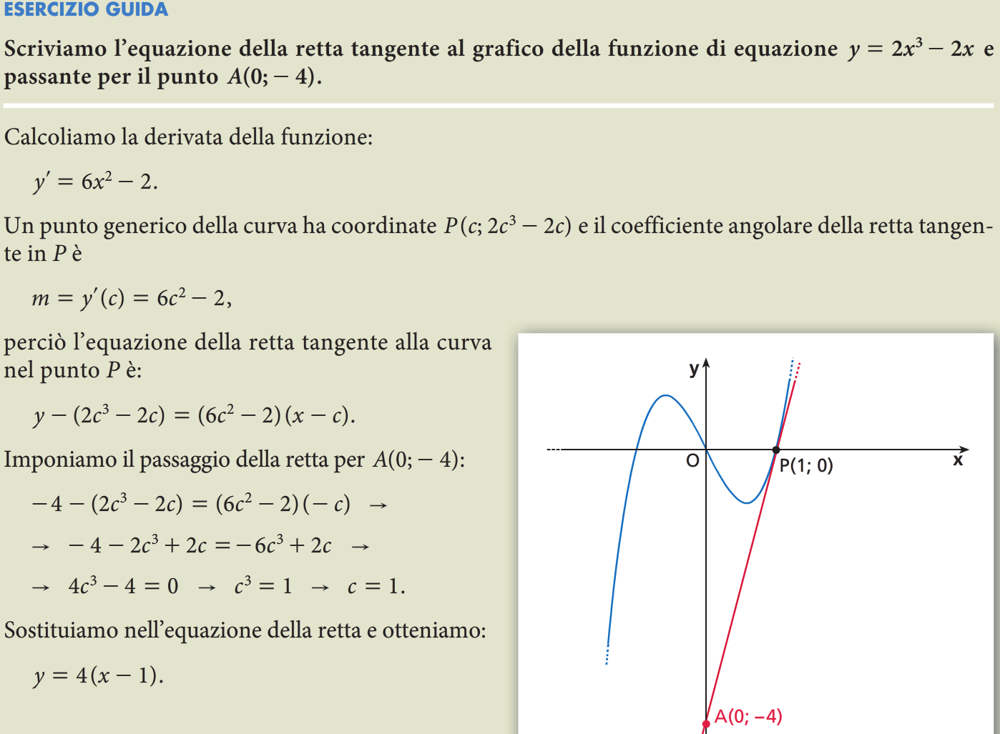 ESERCIZIO GUIDA
Scriviamo l’equazione della retta tangente al grafico della funzione di equazione y = 2x³ − 2x e
passante per il punto A(0; − 4).
Calcoliamo la derivata della funzione:
y′ = 6x² − 2.
Un punto generico della curva ha coordinate P(c; 2c³ − 2c) e il coefficiente angolare della retta tangen-
te in P è
m = y′(c) = 6c² − 2,
perciò l’equazione della retta tangente alla curva
nel punto P è:
y − (2c³ − 2c) = (6c² − 2)(x − c).
Imponiamo il passaggio della retta per A(0; − 4):
−4 − (2c³ − 2c) = (6c² − 2)(− c) →
→ − 4 − 2c³ + 2c = −6c³ + 2c →
→ 4c³ − 4 = 0 → c³ = 1 → c = 1.
Sostituiamo nell’equazione della retta e otteniamo:
y = 4(x − 1).
y
O
P(1; 0)
x
A(0; −4)